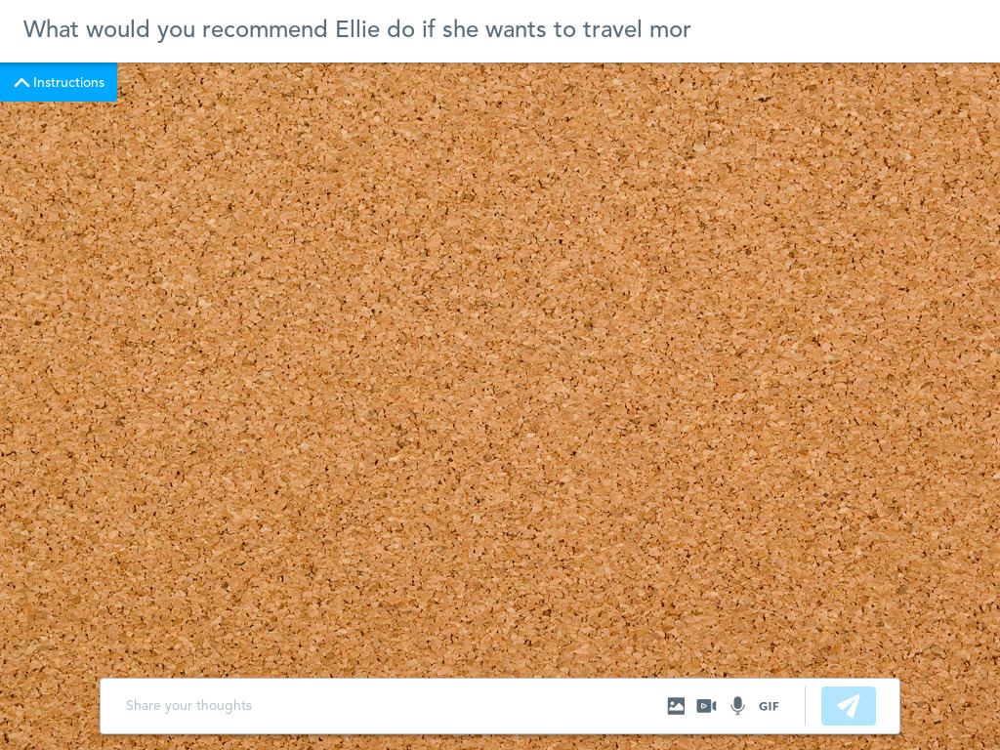 What would you recommend Ellie do if she wants to travel mor
Instructions
Share your thoughts
GIF